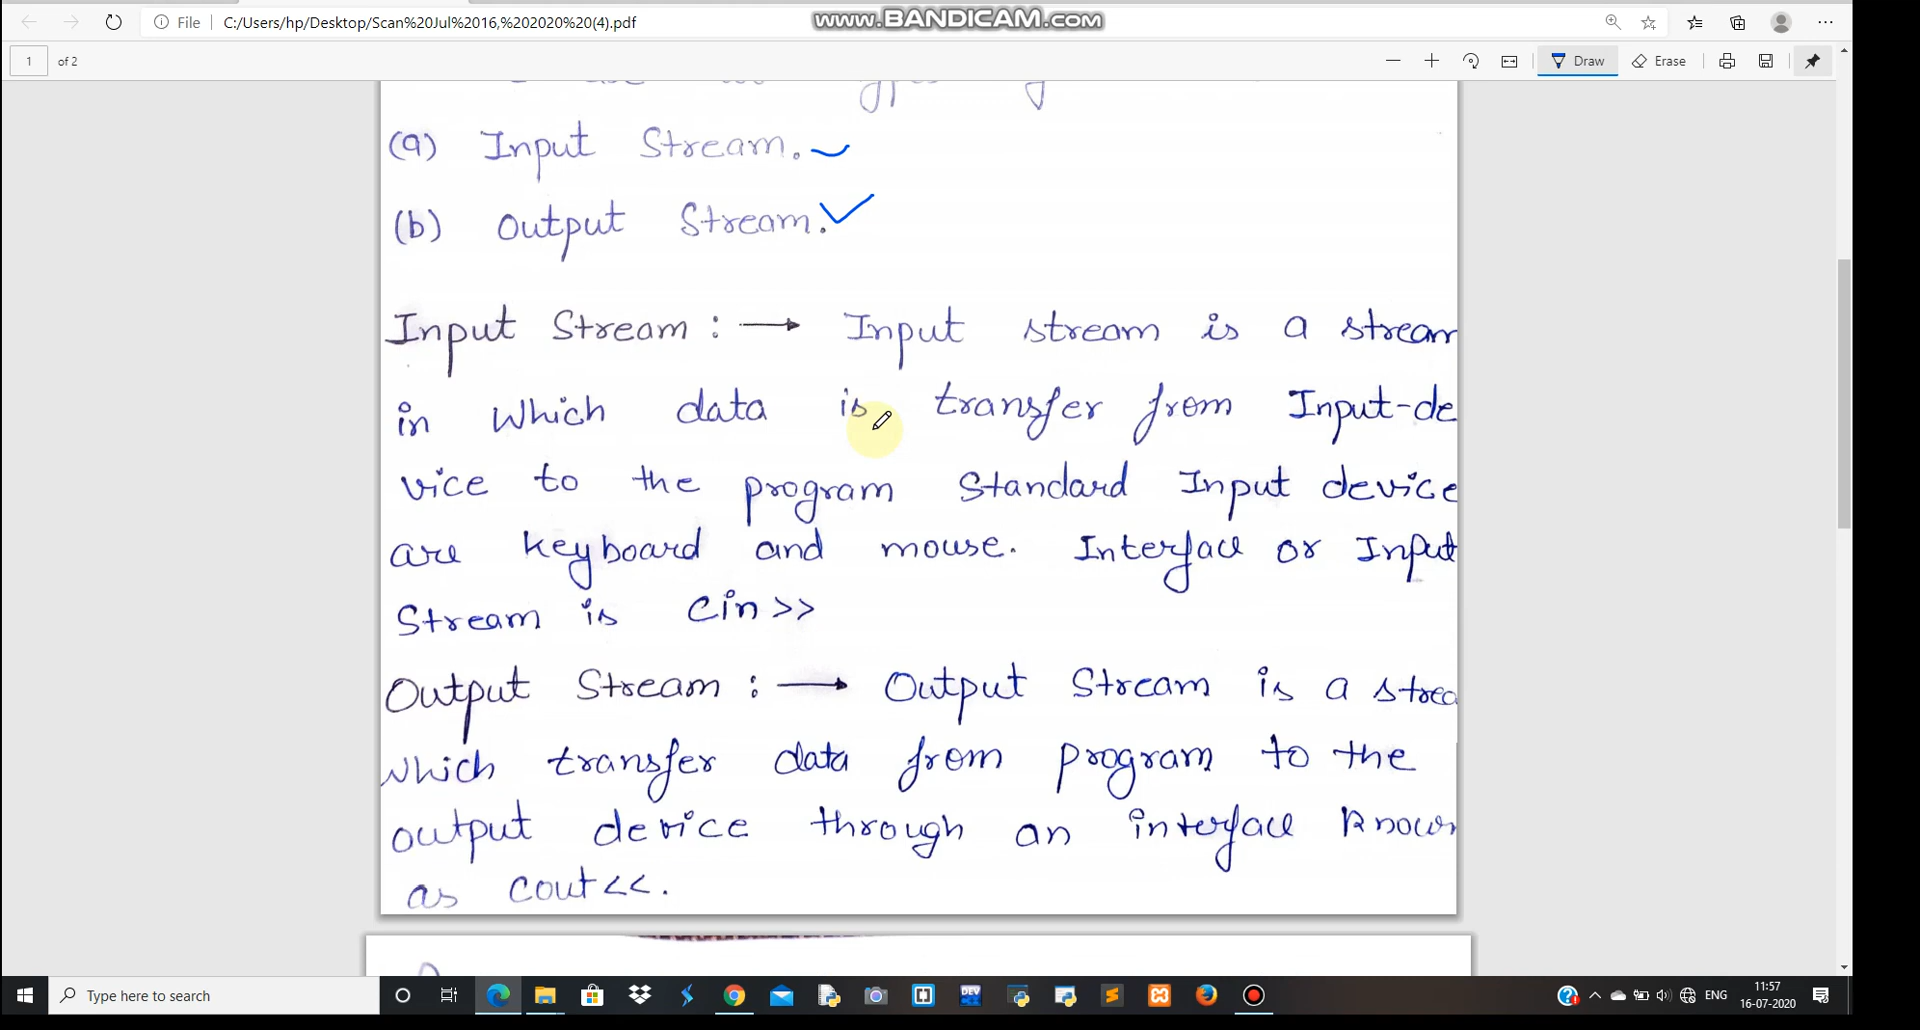 File
C:/Users/hp/Desktop/Scan%20Jul%2016,%202020%20(4).pdf
www.BANDICAM.com
1 of 2
Draw
Erase
(a) Input Stream.
(b) Output Stream.
Input Stream : → Input stream is a stream
in which data is transfer from Input-de
vice to the program Standard Input device
are keyboard and mouse. Interface or Input
Stream is Cin>>
Output Stream : → Output Stream is a strea
which transfer data from program to the
output device through an interface known
as cout<<.
Type here to search
DEV
ENG
11:57
16-07-2020